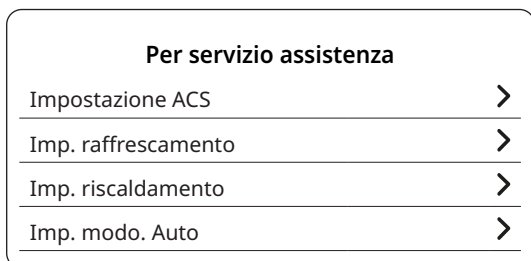 Per servizio assistenza
Impostazione ACS
Imp. raffrescamento
Imp. riscaldamento
Imp. modo. Auto